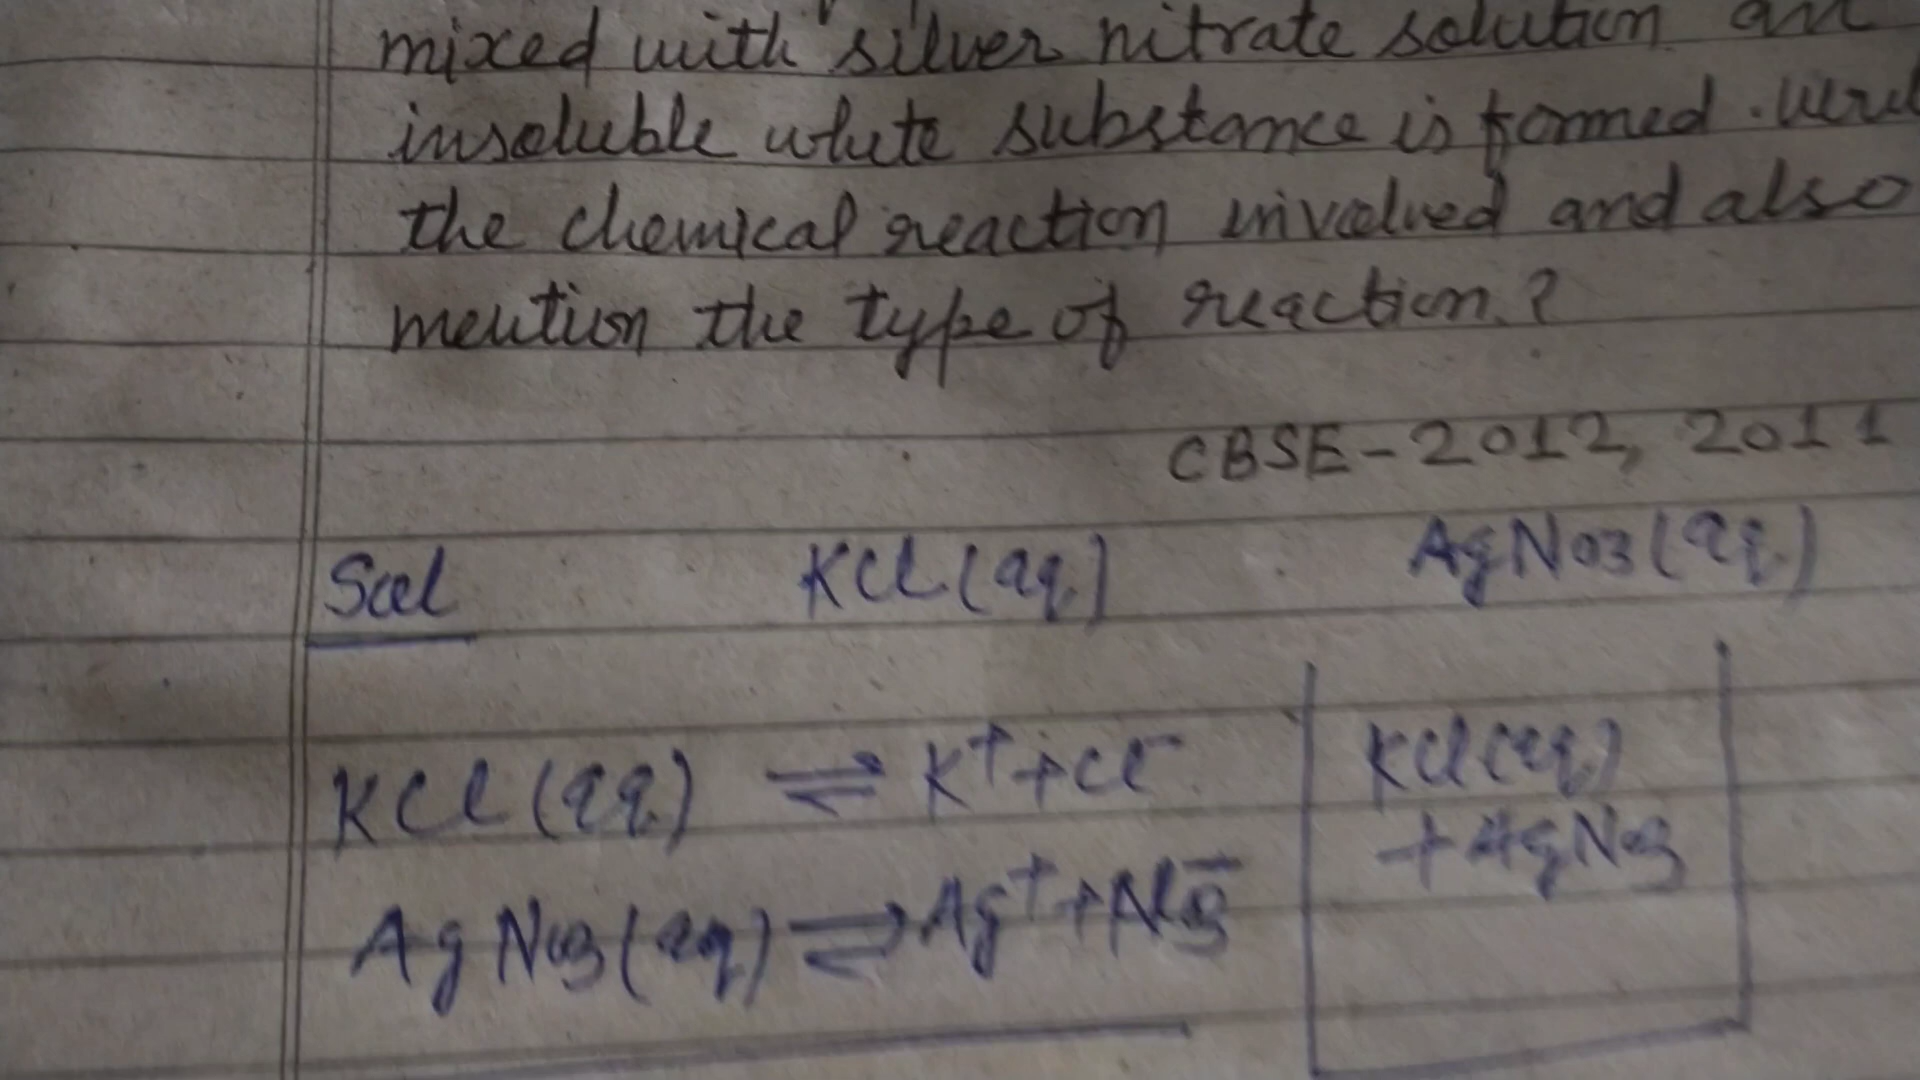 mixed with silver nitrate solution an
insoluble white substance is formed. Writ
the chemical reaction involved and also
mention the type of reaction.?
CBSE-2012, 2011
Sol KCl(aq.) AgNO3(aq.)
KCl(aq.) ⇌ K⁺+Cl⁻
AgNO3(aq) ⇌ Ag⁺+NO3⁻
KCl(aq)
+AgNO3